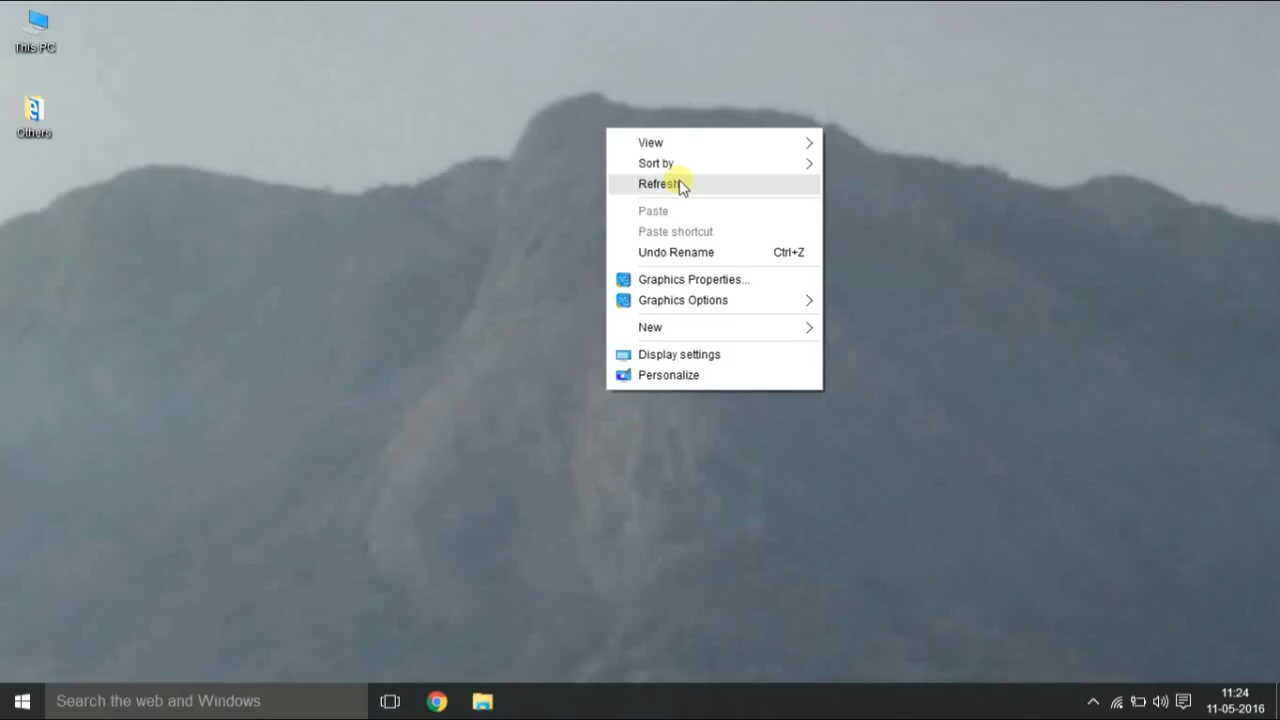 This PC
Others
View
Sort by
Refresh
Paste
Paste shortcut
Undo Rename Ctrl+Z
Graphics Properties...
Graphics Options
New
Display settings
Personalize
Search the web and Windows
11:24
11-05-2016